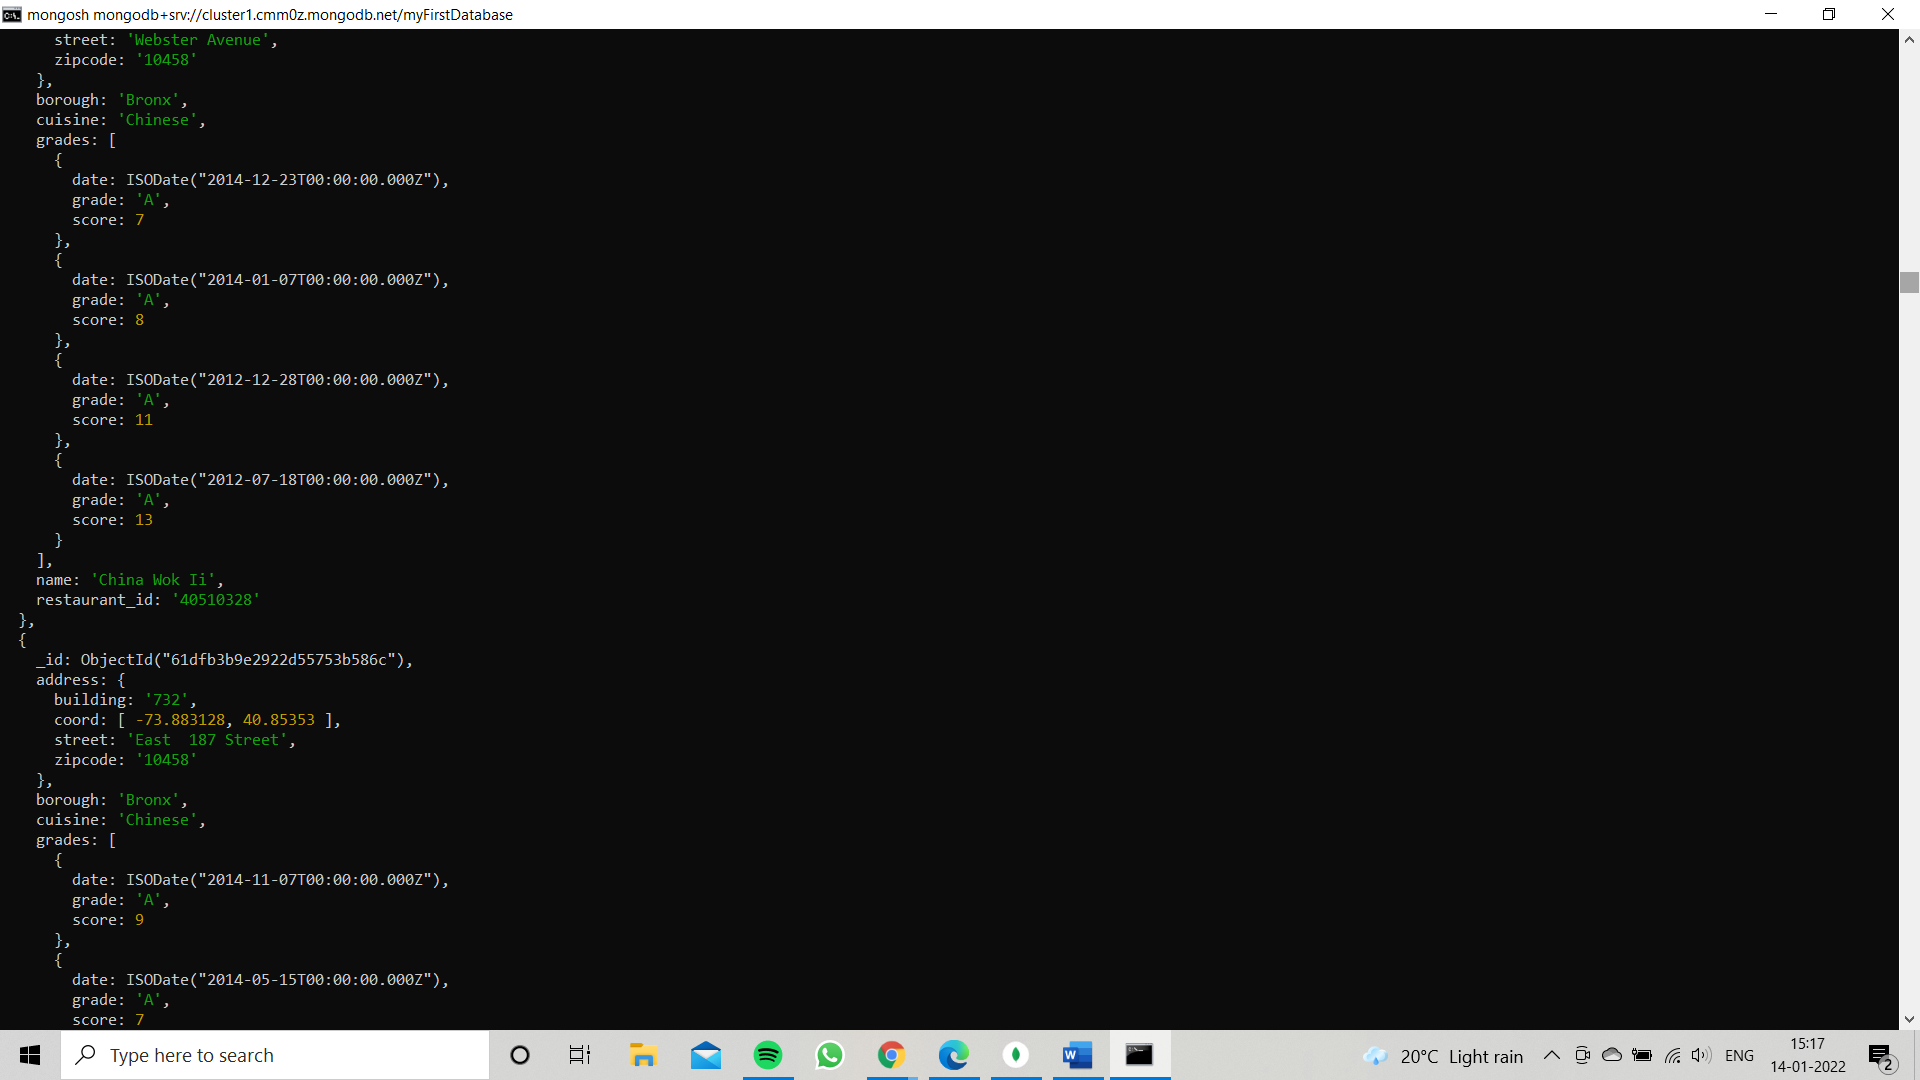 mongosh mongodb+srv://cluster1.cmm0z.mongodb.net/myFirstDatabase
street: 'Webster Avenue',
zipcode: '10458'
},
borough: 'Bronx',
cuisine: 'Chinese',
grades: [
{
date: ISODate("2014-12-23T00:00:00.000Z"),
grade: 'A',
score: 7
},
{
date: ISODate("2014-01-07T00:00:00.000Z"),
grade: 'A',
score: 8
},
{
date: ISODate("2012-12-28T00:00:00.000Z"),
grade: 'A',
score: 11
},
{
date: ISODate("2012-07-18T00:00:00.000Z"),
grade: 'A',
score: 13
}
],
name: 'China Wok Ii',
restaurant_id: '40510328'
},
{
_id: ObjectId("61dfb3b9e2922d55753b586c"),
address: {
building: '732',
coord: [ -73.883128, 40.85353 ],
street: 'East  187 Street',
zipcode: '10458'
},
borough: 'Bronx',
cuisine: 'Chinese',
grades: [
{
date: ISODate("2014-11-07T00:00:00.000Z"),
grade: 'A',
score: 9
},
{
date: ISODate("2014-05-15T00:00:00.000Z"),
grade: 'A',
score: 7
Type here to search
20°C Light rain
ENG
15:17
14-01-2022
2